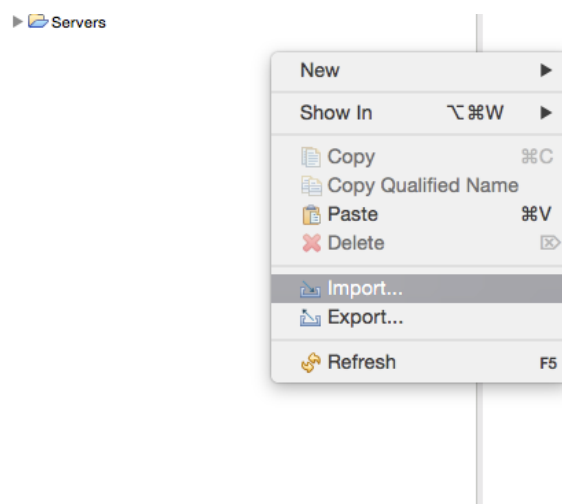 Servers
New
Show In ⌥⌘W
Copy ⌘C
Copy Qualified Name
Paste ⌘V
Delete ⌦
Import...
Export...
Refresh F5